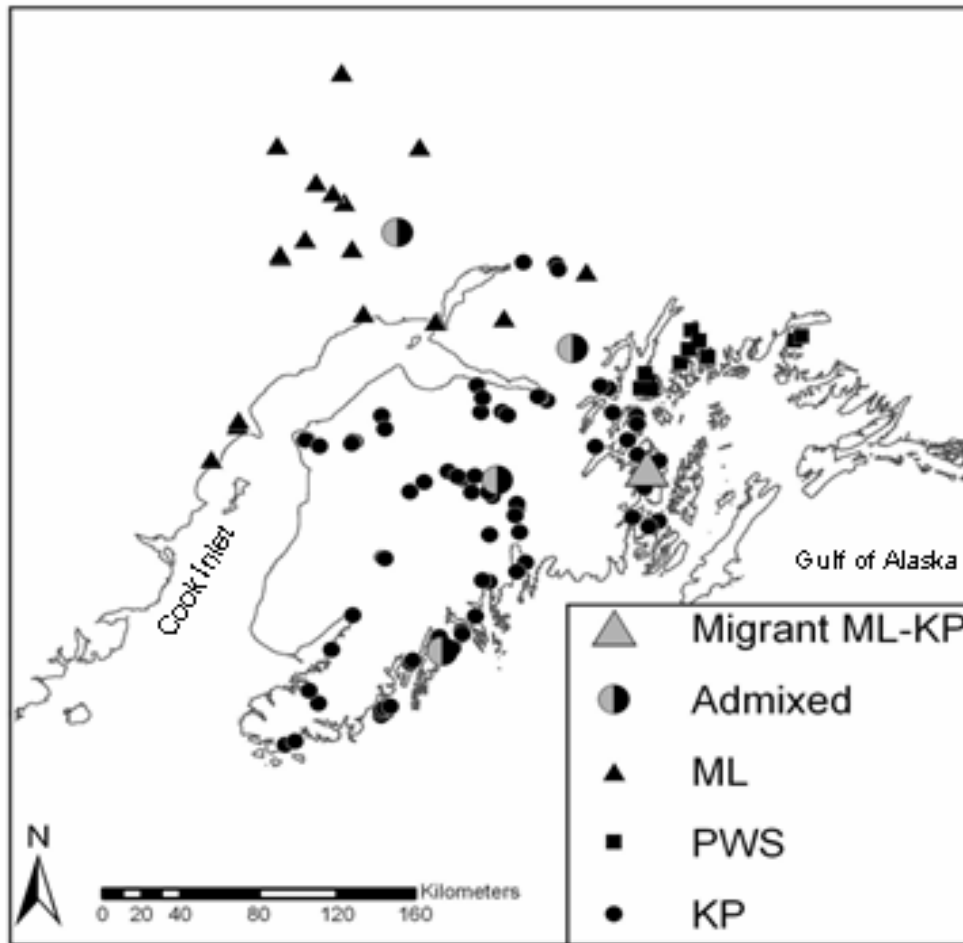 Cook Inlet
Gulf of Alaska
Migrant ML-KP
Admixed
ML
PWS
KP
N
Kilometers
0 20 40 80 120 160